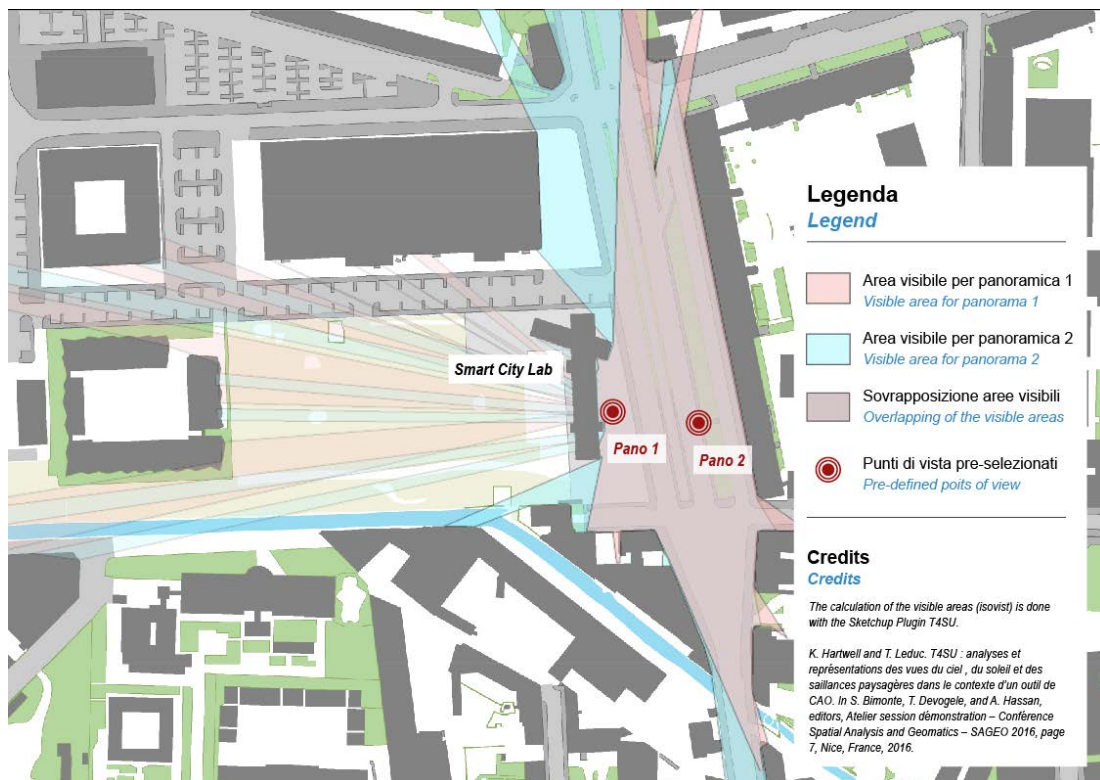 Smart City Lab
Pano 1
Pano 2
Legenda
Legend
Area visibile per panoramica 1
Visible area for panorama 1
Area visibile per panoramica 2
Visible area for panorama 2
Sovrapposizione aree visibili
Overlapping of the visible areas
Punti di vista pre-selezionati
Pre-defined poits of view
Credits
Credits
The calculation of the visible areas (isovist) is done
with the Sketchup Plugin T4SU.
K. Hartwell and T. Leduc. T4SU : analyses et
représentations des vues du ciel , du soleil et des
saillances paysagères dans le contexte d'un outil de
CAO. In S. Bimonte, T. Devogele, and A. Hassan,
editors, Atelier session démonstration – Conférence
Spatial Analysis and Geomatics – SAGEO 2016, page
7, Nice, France, 2016.